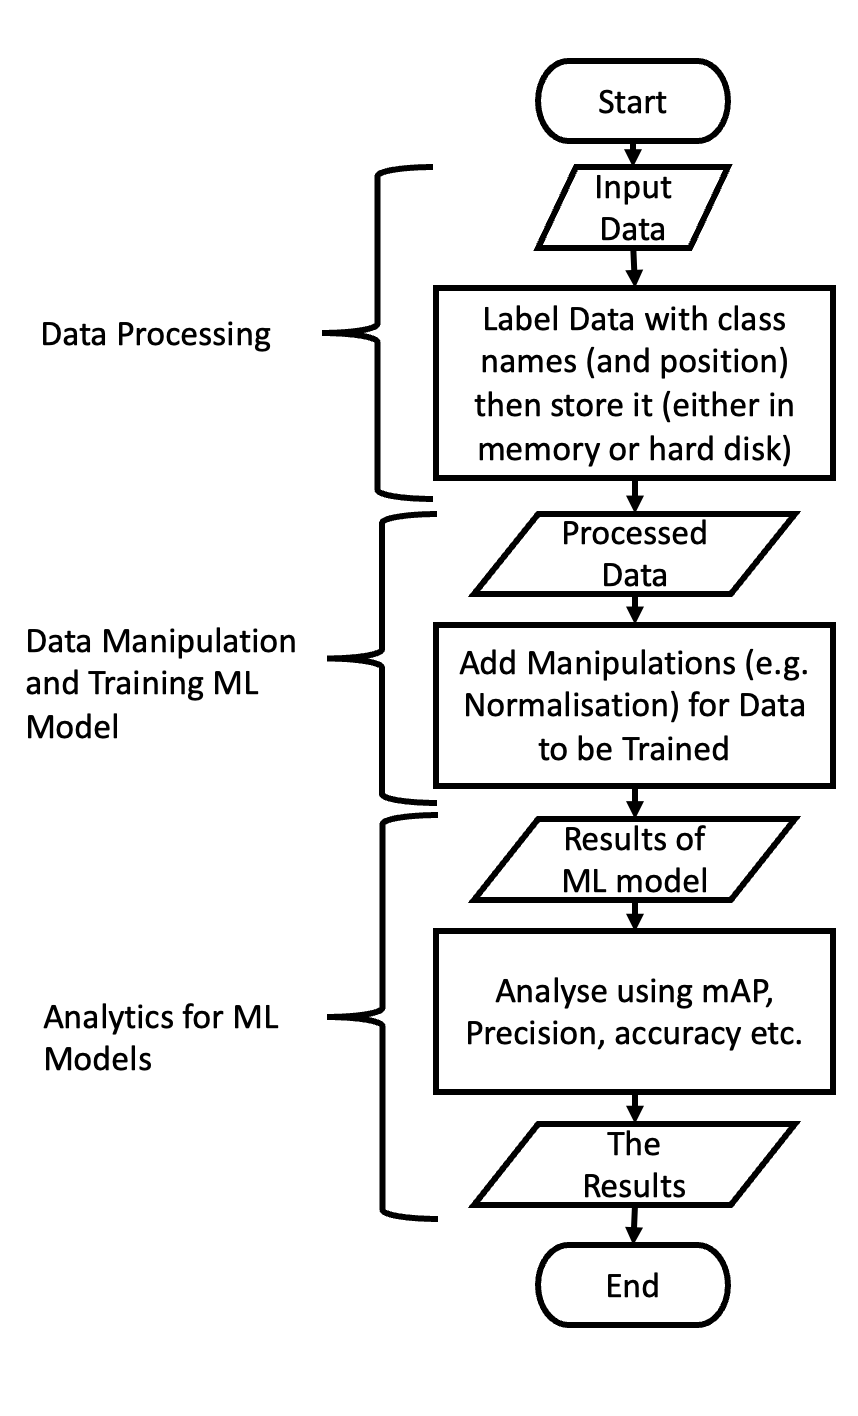 Start
Input
Data
Data Processing
Label Data with class
names (and position)
then store it (either in
memory or hard disk)
Processed
Data
Data Manipulation
and Training ML
Model
Add Manipulations (e.g.
Normalisation) for Data
to be Trained
Results of
ML model
Analytics for ML
Models
Analyse using mAP,
Precision, accuracy etc.
The
Results
End